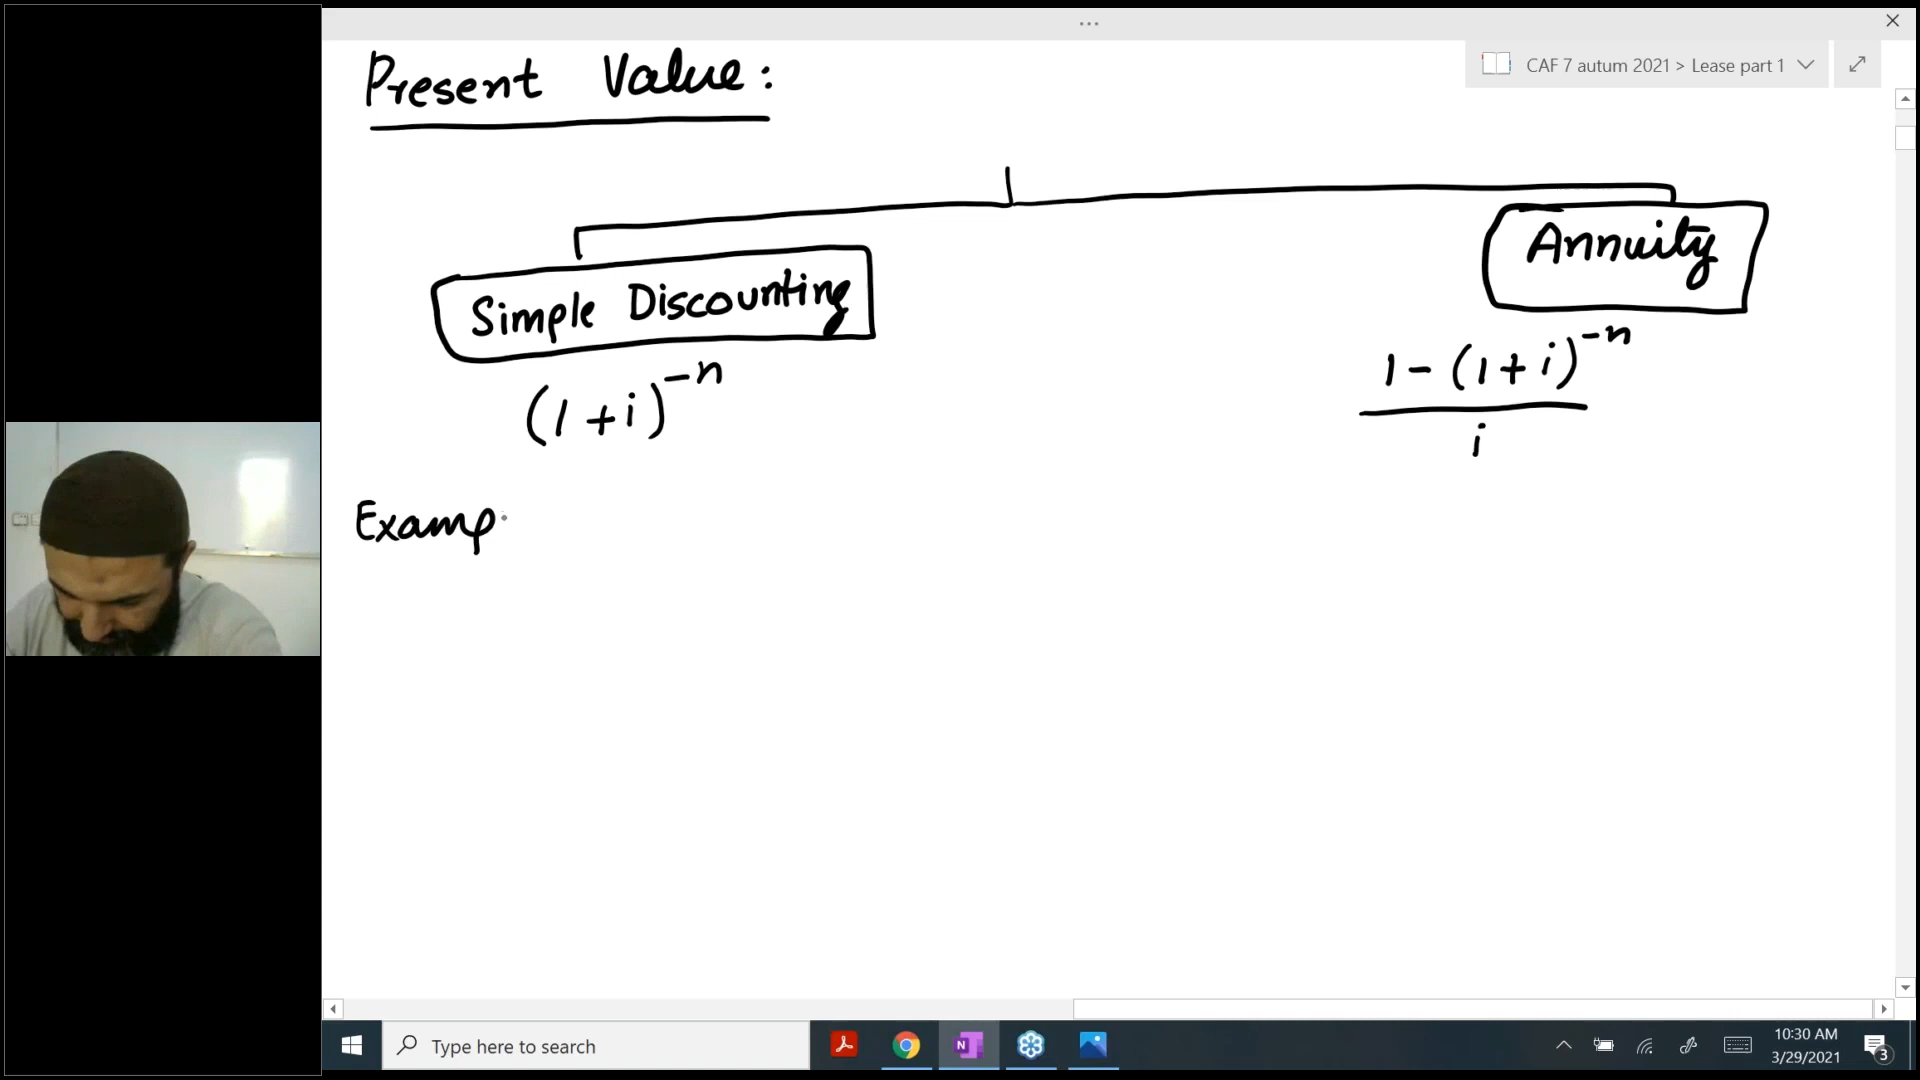 Present Value:
CAF 7 autum 2021 > Lease part 1
Simple Discounting
Annuity
(1+i)^-n
1-(1+i)^-n
i
Examp
Type here to search
N
10:30 AM
3/29/2021
3